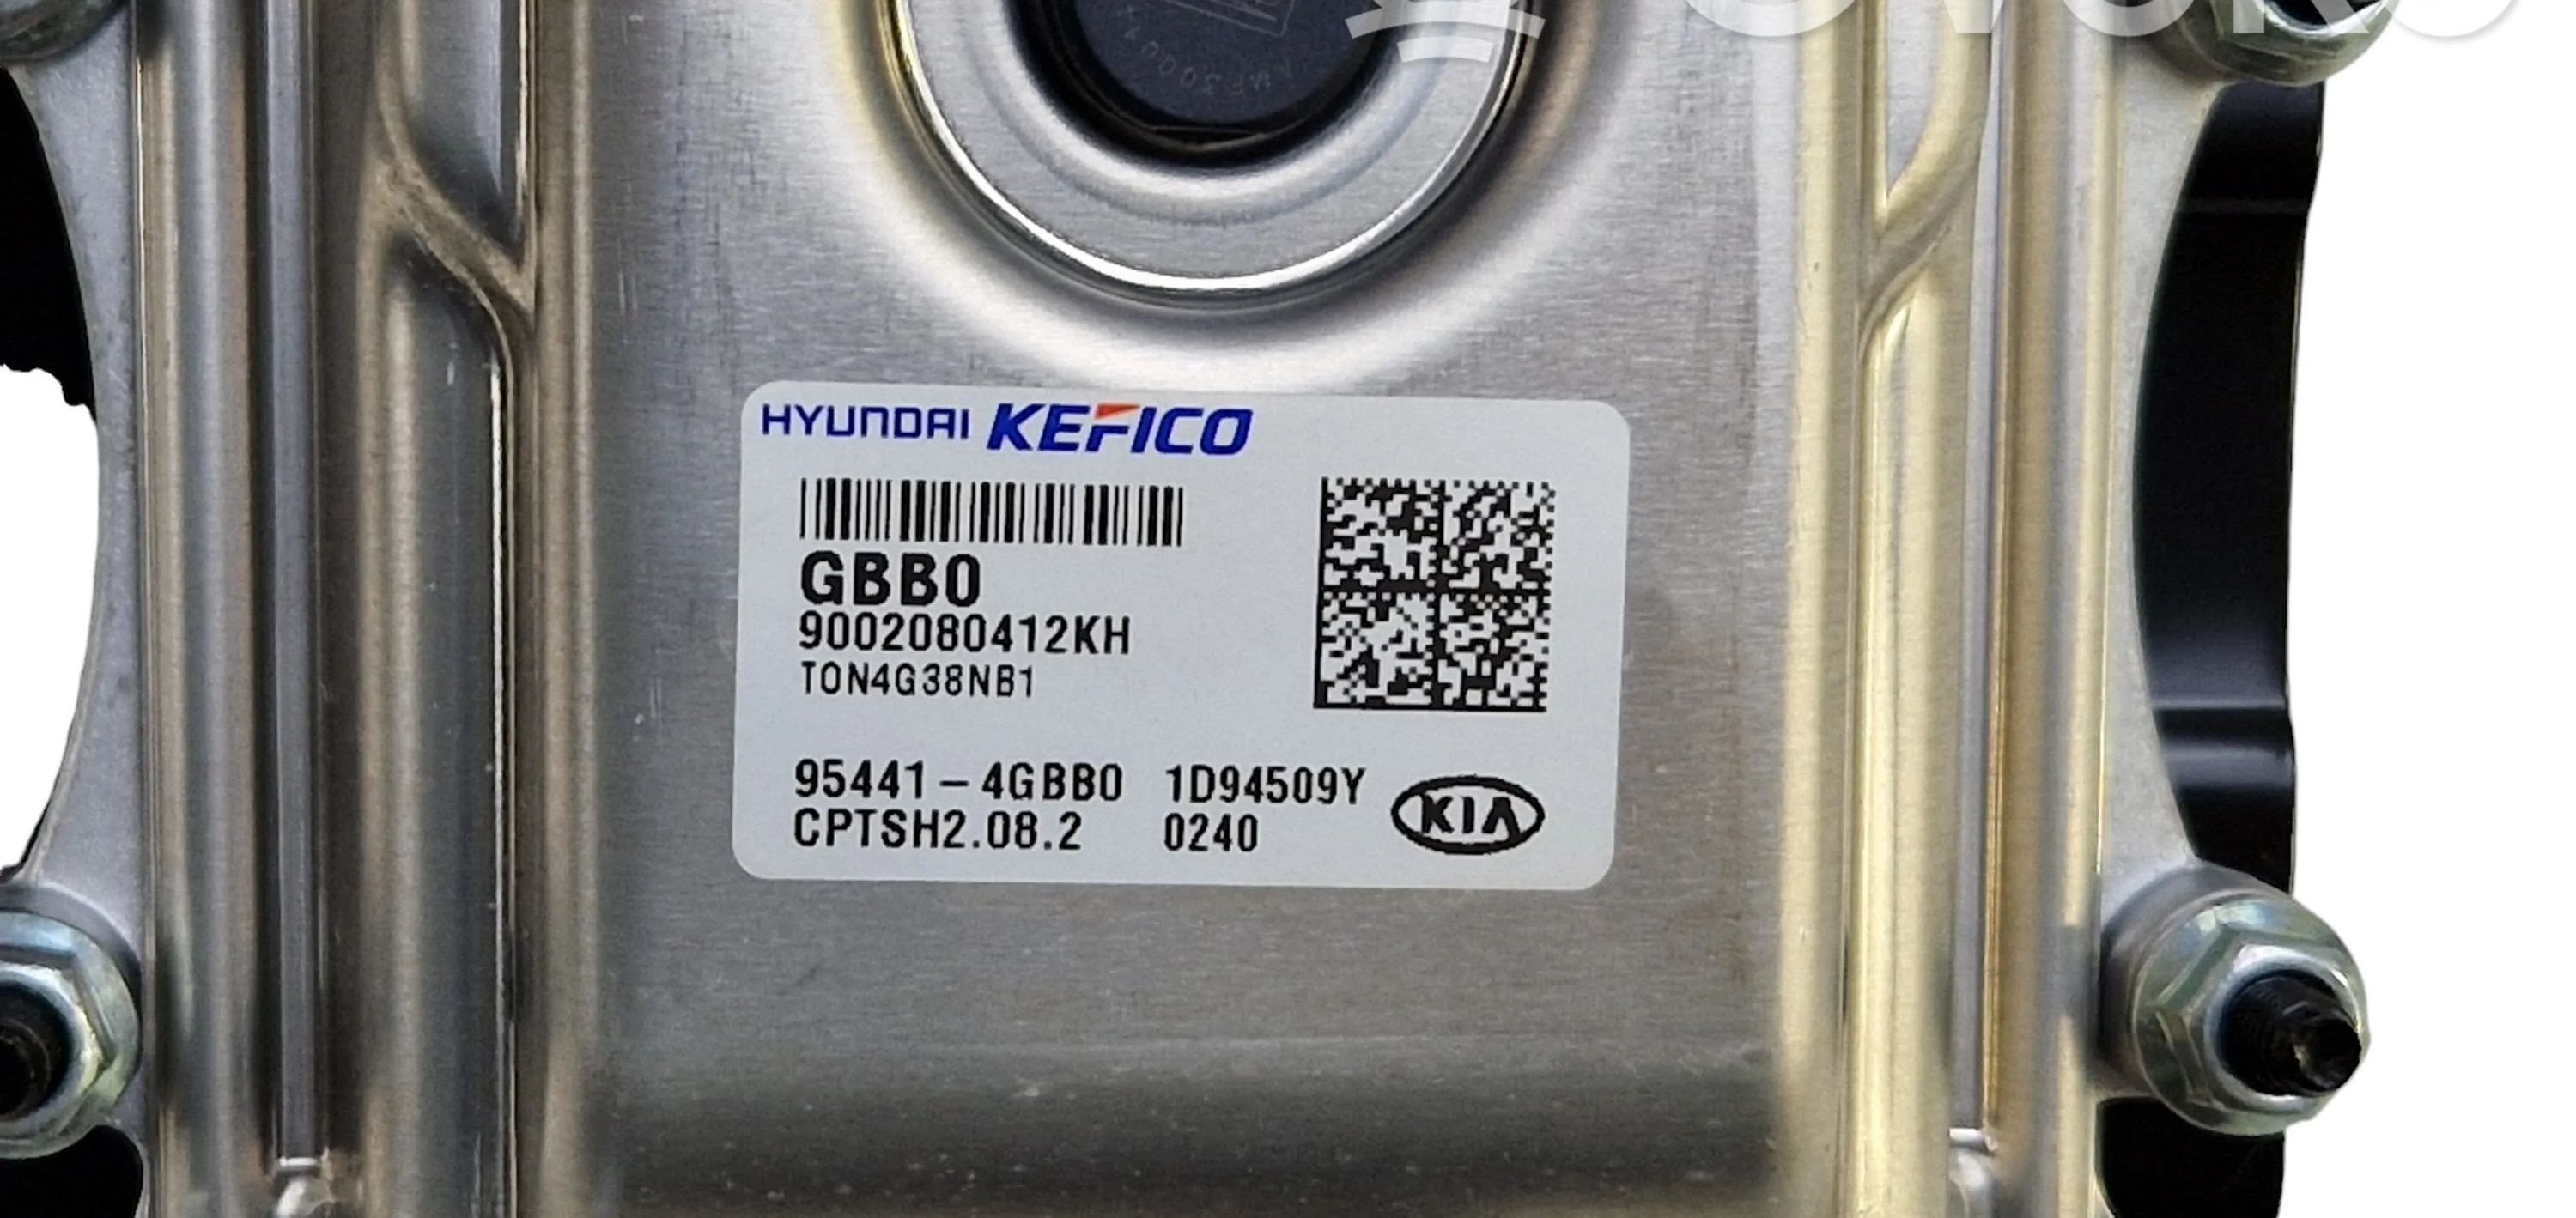 HYUNDAI KEFICO
GBB0
9002080412KH
TON4G38NB1
95441-4GBB0 1D94509Y
CPTSH2.08.2 0240
KIA